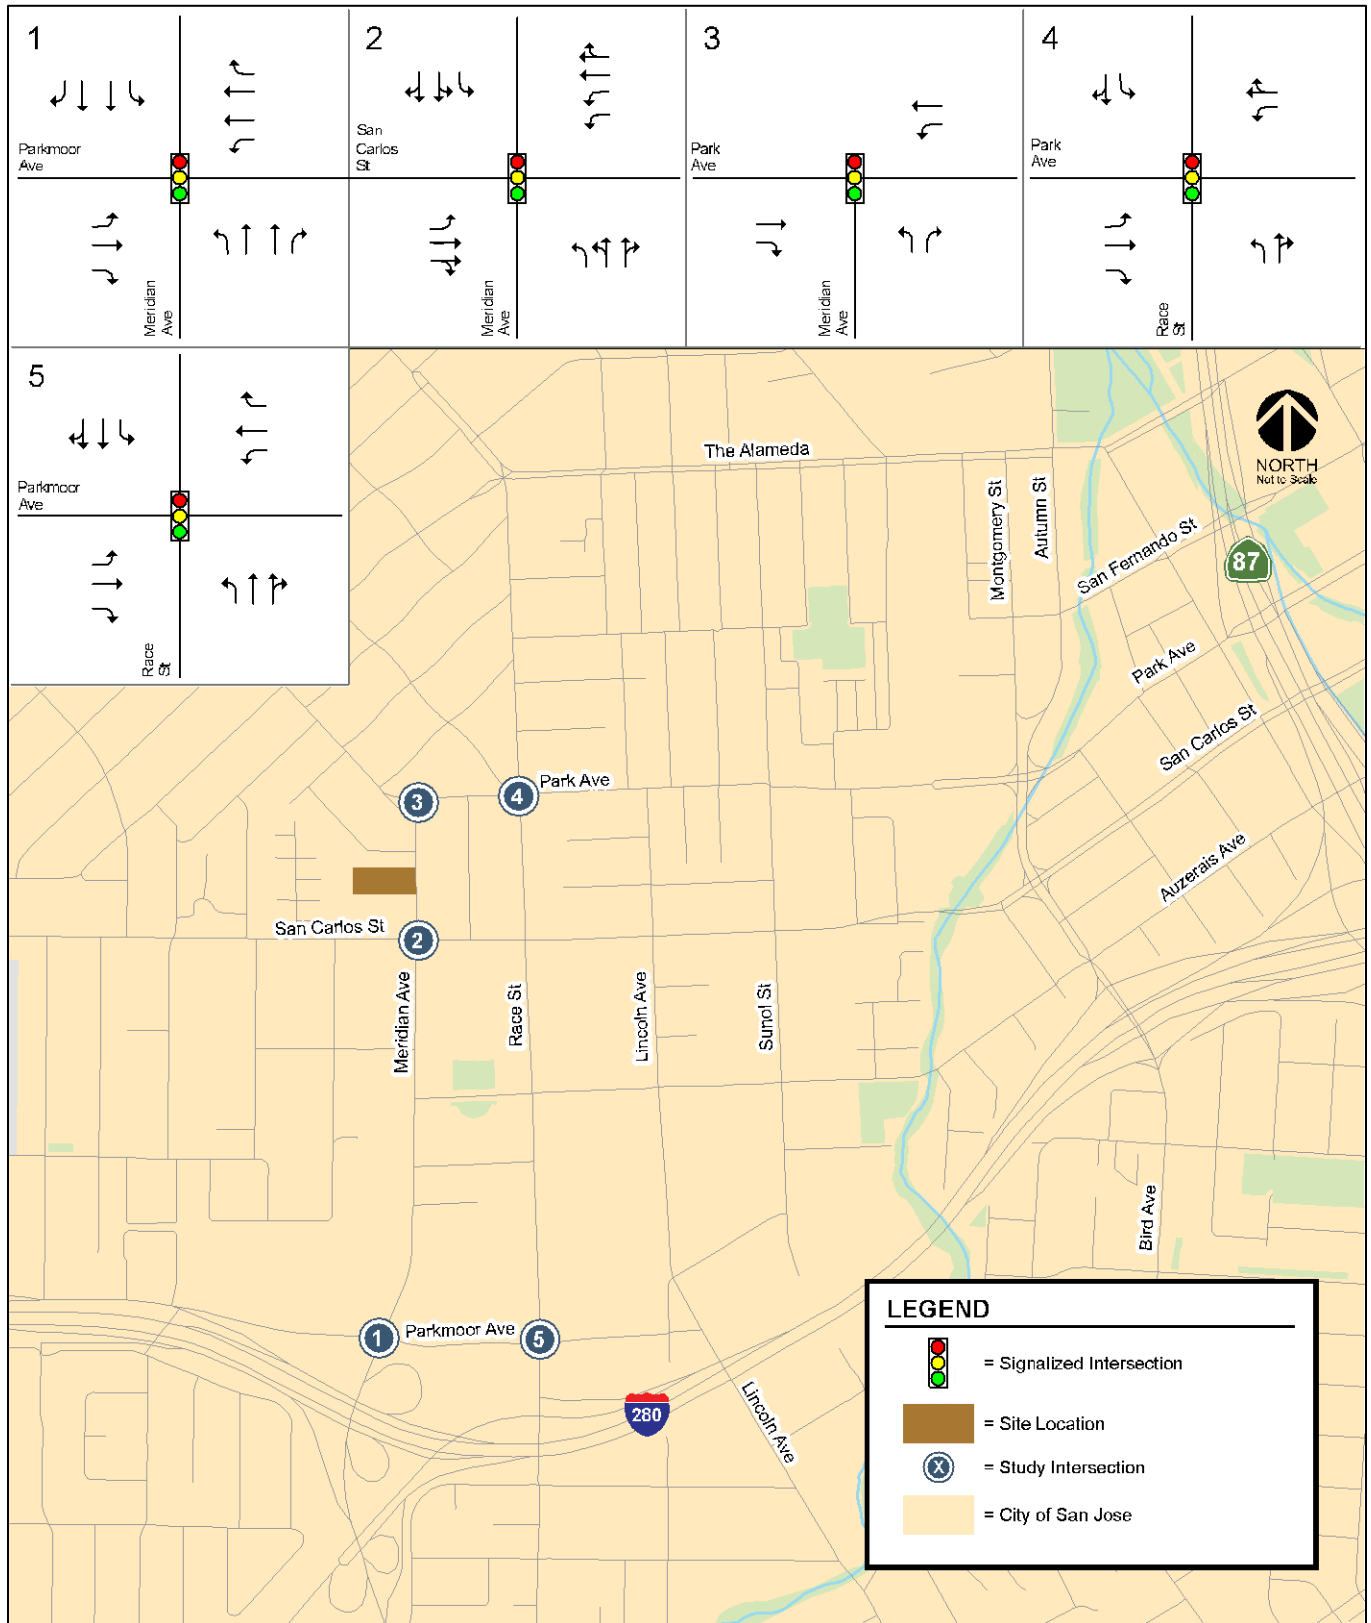 1
Parkmoor
Ave
Meridian
Ave
2
San
Carlos
St
Meridian
Ave
3
Park
Ave
Meridian
Ave
4
Park
Ave
Race
St
5
Parkmoor
Ave
Race
St
NORTH
Not to Scale
The Alameda
Montgomery St
Autumn St
San Fernando St
87
Park Ave
San Carlos St
Auzerais Ave
3
4
Park Ave
San Carlos St
2
Meridian Ave
Race St
Lincoln Ave
Sunol St
Bird Ave
1
Parkmoor Ave
5
280
Lincoln Ave
LEGEND
= Signalized Intersection
= Site Location
X
= Study Intersection
= City of San Jose